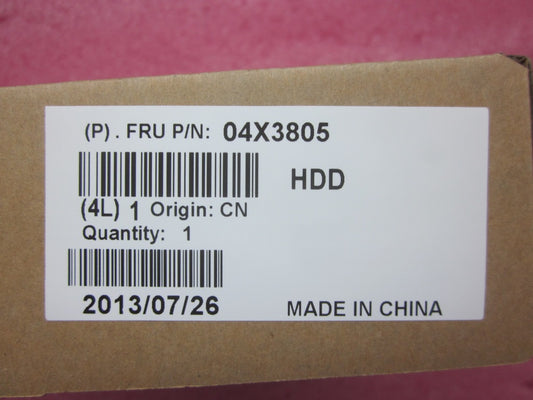 (P) . FRU P/N: 04X3805
HDD
(4L) 1 Origin: CN
Quantity: 1
2013/07/26
MADE IN CHINA